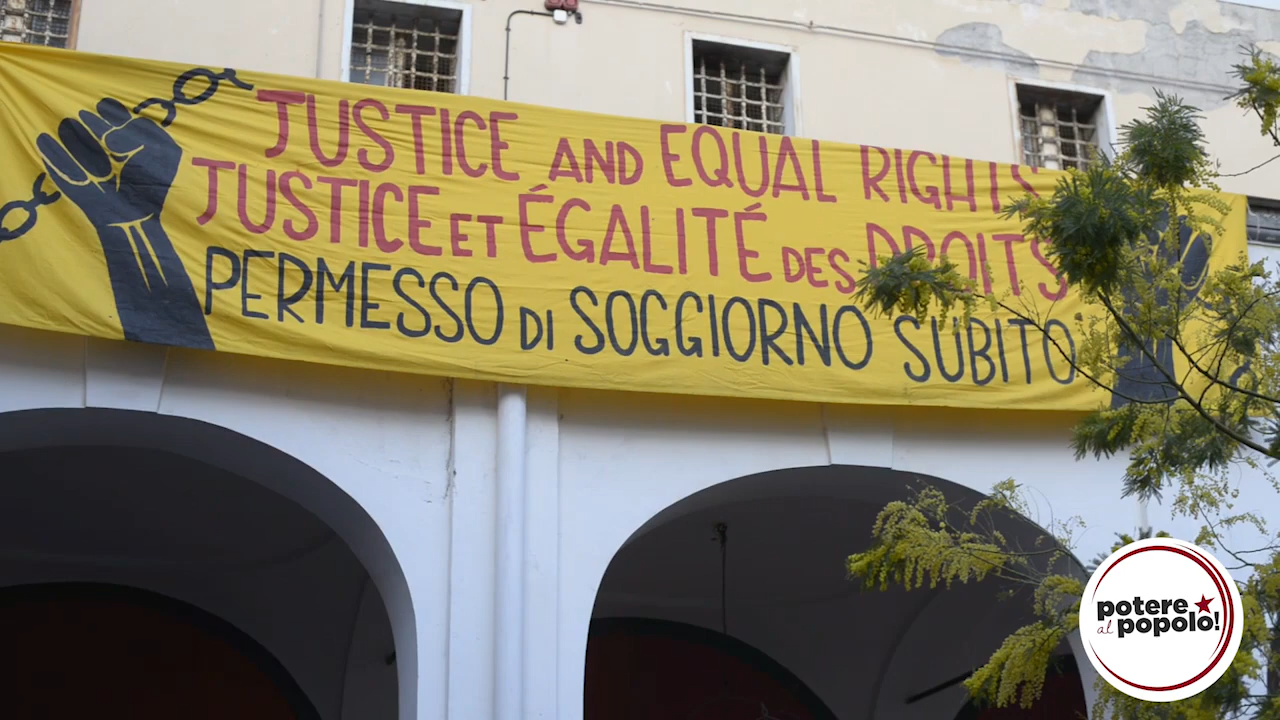 JUSTICE AND EQUAL RIGHTS
JUSTICE ET ÉGALITÉ DES DROITS
PERMESSO DI SOGGIORNO SUBITO
potere
al popolo!